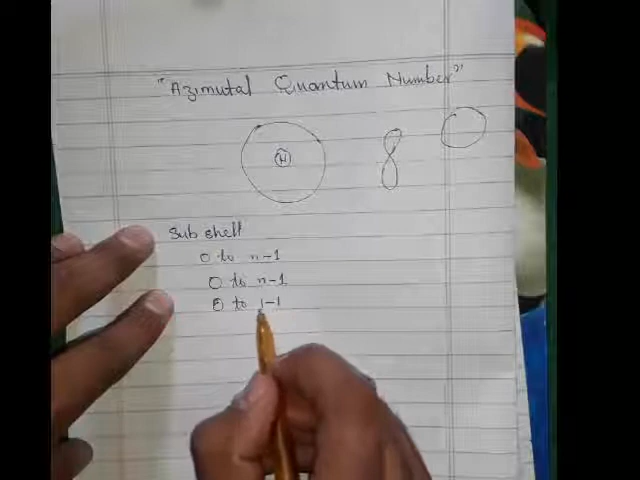 "Azimutal Quantum Number"
N
Sub shell
0 to n-1
0 to n-1
0 to 1-1